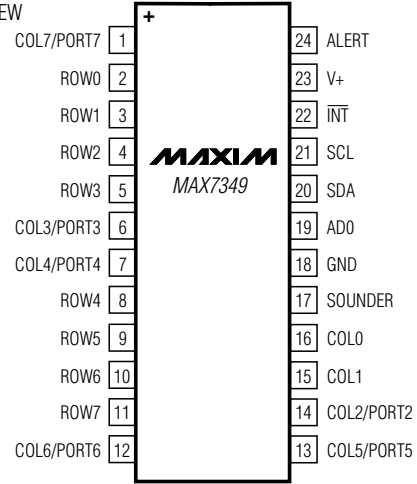 EW
+
COL7/PORT7 1 24 ALERT
ROW0 2 23 V+
ROW1 3 22 INT
ROW2 4 MAXIM 21 SCL
ROW3 5 MAX7349 20 SDA
COL3/PORT3 6 19 AD0
COL4/PORT4 7 18 GND
ROW4 8 17 SOUNDER
ROW5 9 16 COL0
ROW6 10 15 COL1
ROW7 11 14 COL2/PORT2
COL6/PORT6 12 13 COL5/PORT5